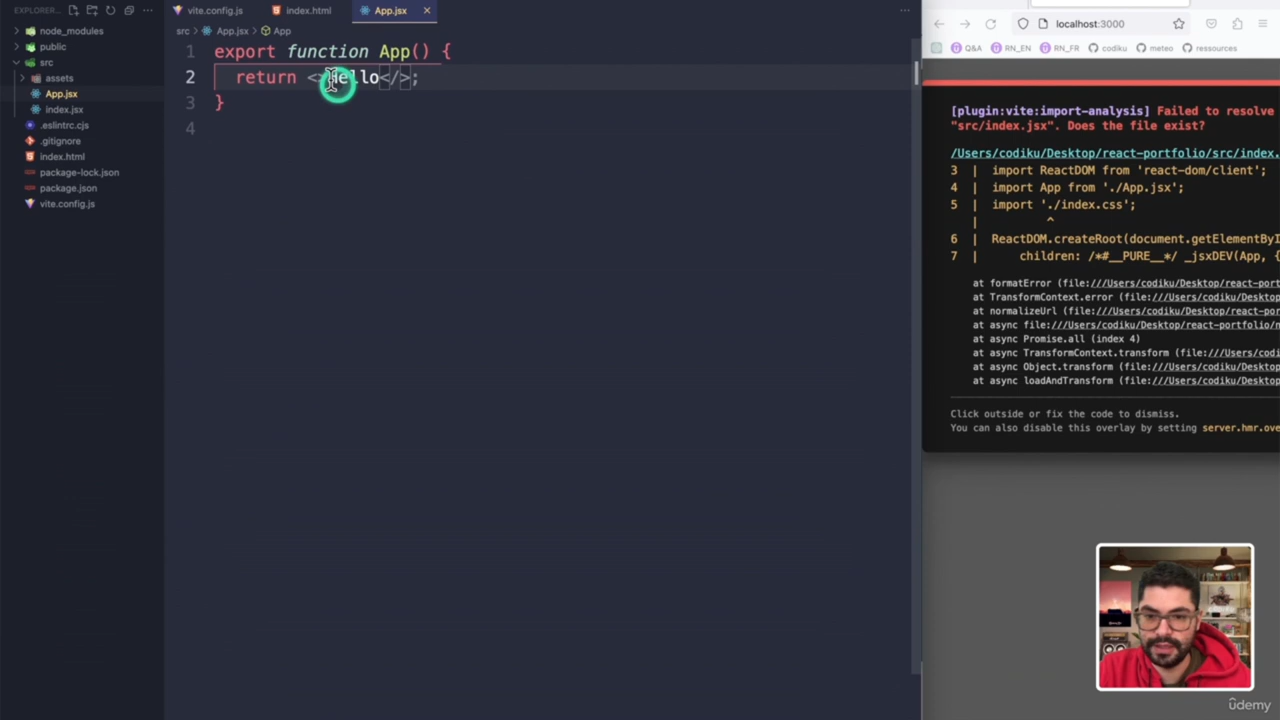 EXPLORER...
node_modules
public
src
assets
App.jsx
index.jsx
.eslintrc.cjs
.gitignore
index.html
package-lock.json
package.json
vite.config.js
vite.config.js
index.html
App.jsx
src > App.jsx > App
1 export function App() {
2 return <>Hello</>;
3 }
4
localhost:3000
Q&A
RN_EN
RN_FR
codiku
meteo
ressources
[plugin:vite:import-analysis] Failed to resolve
"src/index.jsx". Does the file exist?
/Users/codiku/Desktop/react-portfolio/src/index.
3 | import ReactDOM from 'react-dom/client';
4 | import App from './App.jsx';
5 | import './index.css';
| ^
6 | ReactDOM.createRoot(document.getElementByI
7 | children: /*#__PURE__*/ _jsxDEV(App, {
at formatError (file:///Users/codiku/Desktop/react-port
at TransformContext.error (file:///Users/codiku/Desktop
at normalizeUrl (file:///Users/codiku/Desktop/react-por
at async file:///Users/codiku/Desktop/react-portfolio/n
at async Promise.all (index 4)
at async TransformContext.transform (file:///Users/codi
at async Object.transform (file:///Users/codiku/Desktop
at async loadAndTransform (file:///Users/codiku/Desktop
Click outside or fix the code to dismiss.
You can also disable this overlay by setting server.hmr.ove
ûdemy